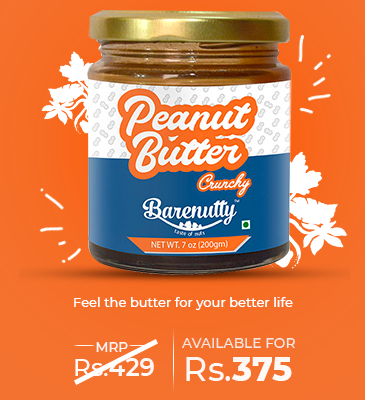 Peanut
Butter
Crunchy
Barenutty™
taste of nuts
NET WT. 7 oz (200gm)
Feel the butter for your better life
MRP
Rs.429
AVAILABLE FOR
Rs.375